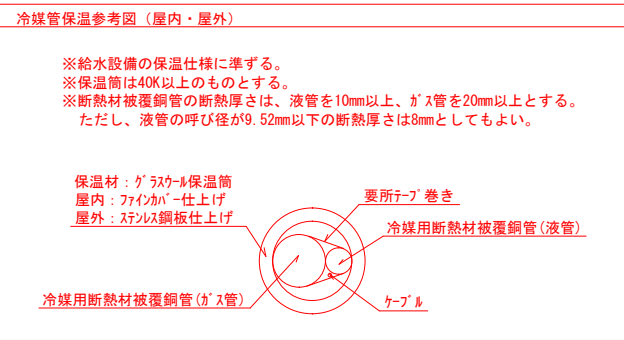 冷媒管保温参考図（屋内・屋外）
※給水設備の保温仕様に準ずる。
※保温筒は40K以上のものとする。
※断熱材被覆銅管の断熱厚さは、液管を10mm以上、ｶﾞｽ管を20mm以上とする。
ただし、液管の呼び径が9.52mm以下の断熱厚さは8mmとしてもよい。
保温材：ｸﾞﾗｽｳｰﾙ保温筒
屋内：ﾌｧｲﾝｶﾊﾞｰ仕上げ
屋外：ｽﾃﾝﾚｽ鋼板仕上げ
要所ﾃｰﾌﾟ巻き
冷媒用断熱材被覆銅管(液管)
冷媒用断熱材被覆銅管(ｶﾞｽ管)
ｹｰﾌﾞﾙ